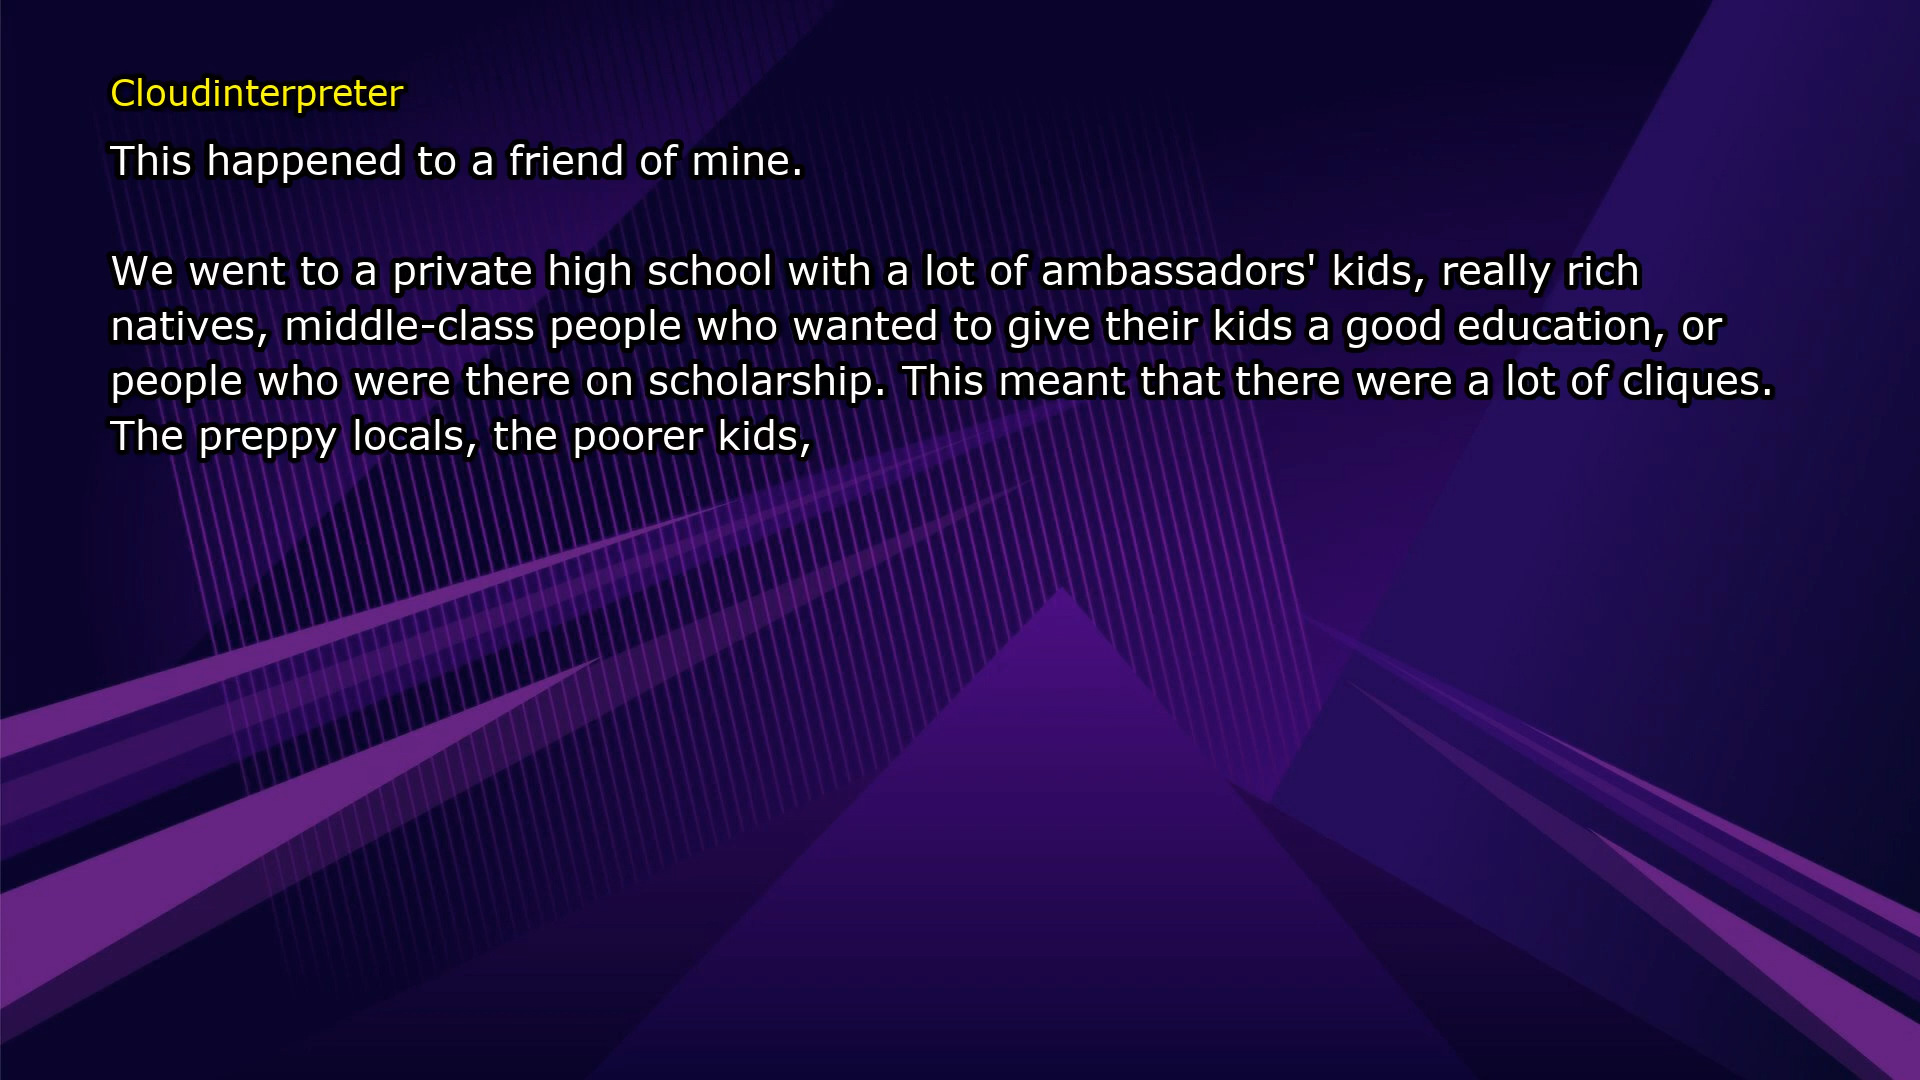 Cloudinterpreter
This happened to a friend of mine.
We went to a private high school with a lot of ambassadors' kids, really rich
natives, middle-class people who wanted to give their kids a good education, or
people who were there on scholarship. This meant that there were a lot of cliques.
The preppy locals, the poorer kids,